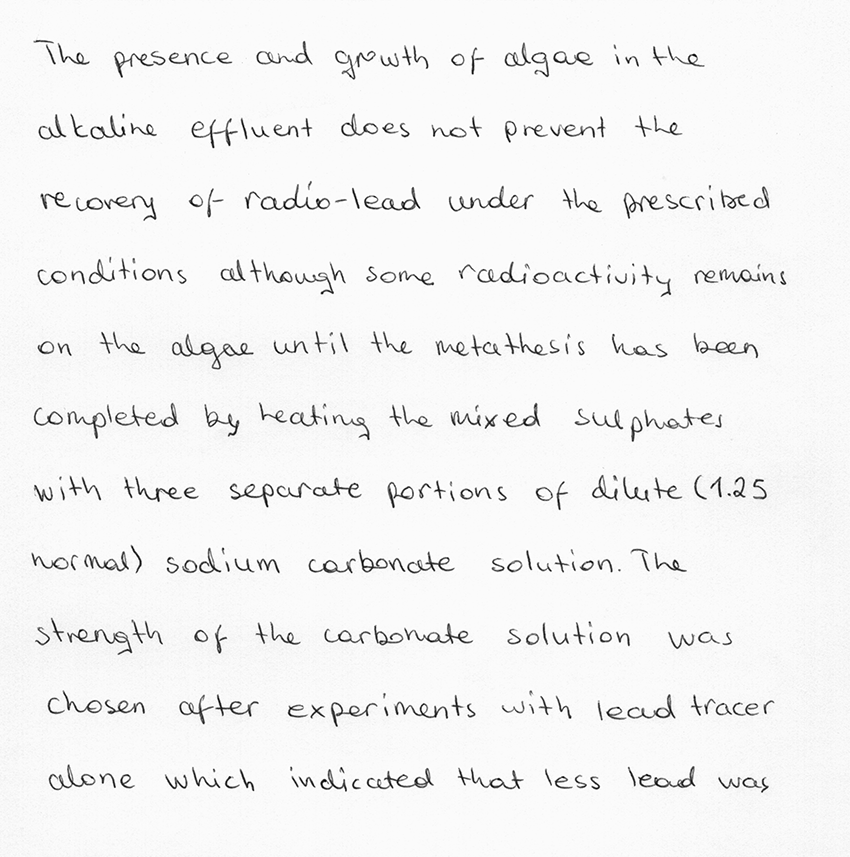 The presence and growth of algae in the
alkaline effluent does not prevent the
recovery of radio-lead under the prescribed
conditions although some radioactivity remains
on the algae until the metathesis has been
completed by heating the mixed sulphates
with three separate portions of dilute (1.25
normal) sodium carbonate solution. The
strength of the carbonate solution was
chosen after experiments with lead tracer
alone which indicated that less lead was